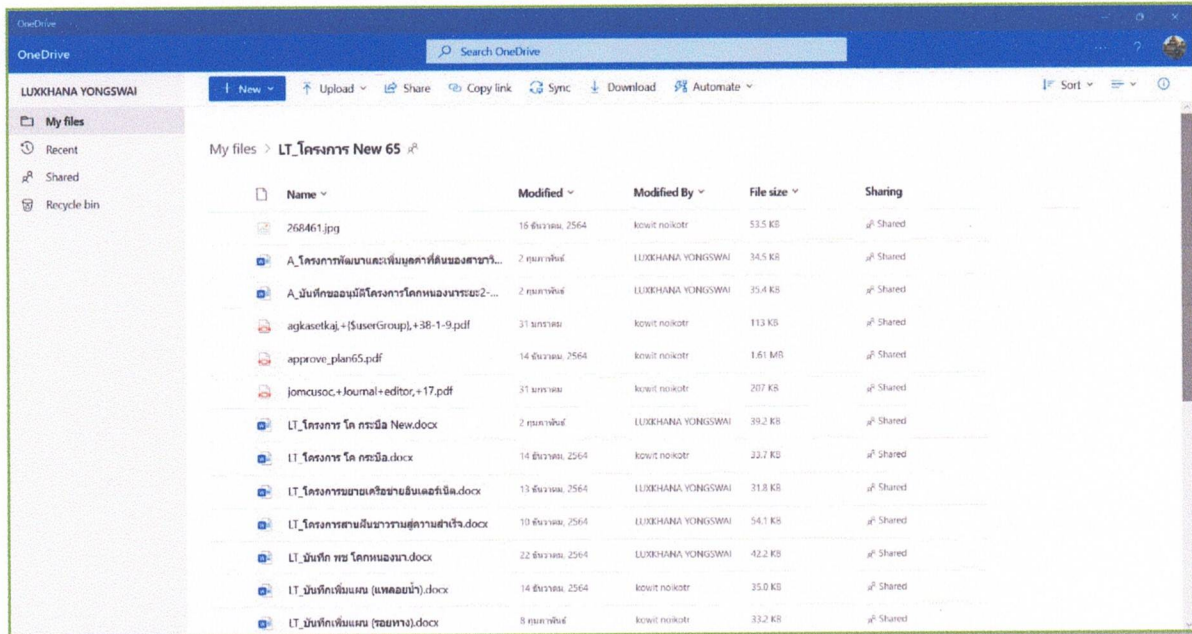 OneDrive
OneDrive
Search OneDrive
LUXKHANA YONGSWAI
New Upload Share Copy link Sync Download Automate Sort
My files
Recent
Shared
Recycle bin
My files > LT_โครงการ New 65
Name Modified Modified By File size Sharing
268461.jpg 16 ธันวาคม, 2564 kowit noikotr 53.5 KB Shared
A_โครงการพัฒนาและเพิ่มมูลค่าที่ดินของสาขาวิ... 2 กุมภาพันธ์ LUXKHANA YONGSWAI 34.5 KB Shared
A_บันทึกขออนุมัติโครงการโคกหนองนาระยะ2-... 2 กุมภาพันธ์ LUXKHANA YONGSWAI 35.4 KB Shared
agkasetkaj,+{$userGroup},+38-1-9.pdf 31 มกราคม kowit noikotr 113 KB Shared
approve_plan65.pdf 14 ธันวาคม, 2564 kowit noikotr 1.61 MB Shared
jomcusoc,+Journal+editor,+17.pdf 31 มกราคม kowit noikotr 207 KB Shared
LT_โครงการ โค กระบือ New.docx 2 กุมภาพันธ์ LUXKHANA YONGSWAI 39.2 KB Shared
LT_โครงการ โค กระบือ.docx 14 ธันวาคม, 2564 kowit noikotr 33.7 KB Shared
LT_โครงการขยายเครือข่ายอินเตอร์เน็ต.docx 13 ธันวาคม, 2564 LUXKHANA YONGSWAI 31.8 KB Shared
LT_โครงการสานฝันชาวรามสู่ความสำเร็จ.docx 10 ธันวาคม, 2564 LUXKHANA YONGSWAI 54.1 KB Shared
LT_บันทึก พช โคกหนองนา.docx 22 ธันวาคม, 2564 LUXKHANA YONGSWAI 42.2 KB Shared
LT_บันทึกเพิ่มแผน (แพลอยน้ำ).docx 14 ธันวาคม, 2564 kowit noikotr 35.0 KB Shared
LT_บันทึกเพิ่มแผน (รอยทาง).docx 8 กุมภาพันธ์ kowit noikotr 33.2 KB Shared